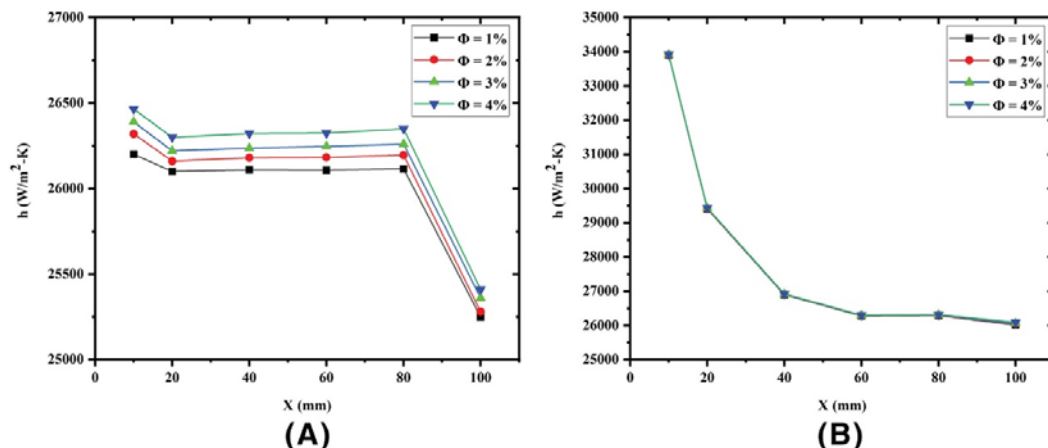 27000
26500
26000
25500
25000
h (W/m²-K)
0
20
40
60
80
100
X (mm)
Φ = 1%
Φ = 2%
Φ = 3%
Φ = 4%
(A)
35000
34000
33000
32000
31000
30000
29000
28000
27000
26000
25000
h (W/m²-K)
0
20
40
60
80
100
X (mm)
Φ = 1%
Φ = 2%
Φ = 3%
Φ = 4%
(B)